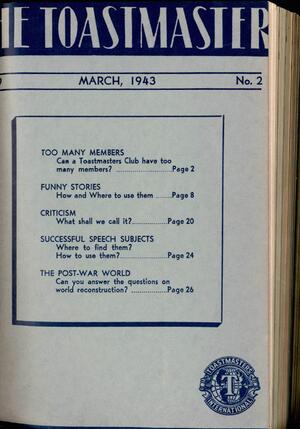 HE TOASTMASTER
MARCH, 1943 No. 2
TOO MANY MEMBERS
Can a Toastmasters Club have too
many members? ........................Page 2
FUNNY STORIES
How and Where to use them .......Page 8
CRITICISM
What shall we call it?................Page 20
SUCCESSFUL SPEECH SUBJECTS
Where to find them?
How to use them?.....................Page 24
THE POST-WAR WORLD
Can you answer the questions on
world reconstruction? ................Page 26
TOASTMASTERS
T
INTERNATIONAL